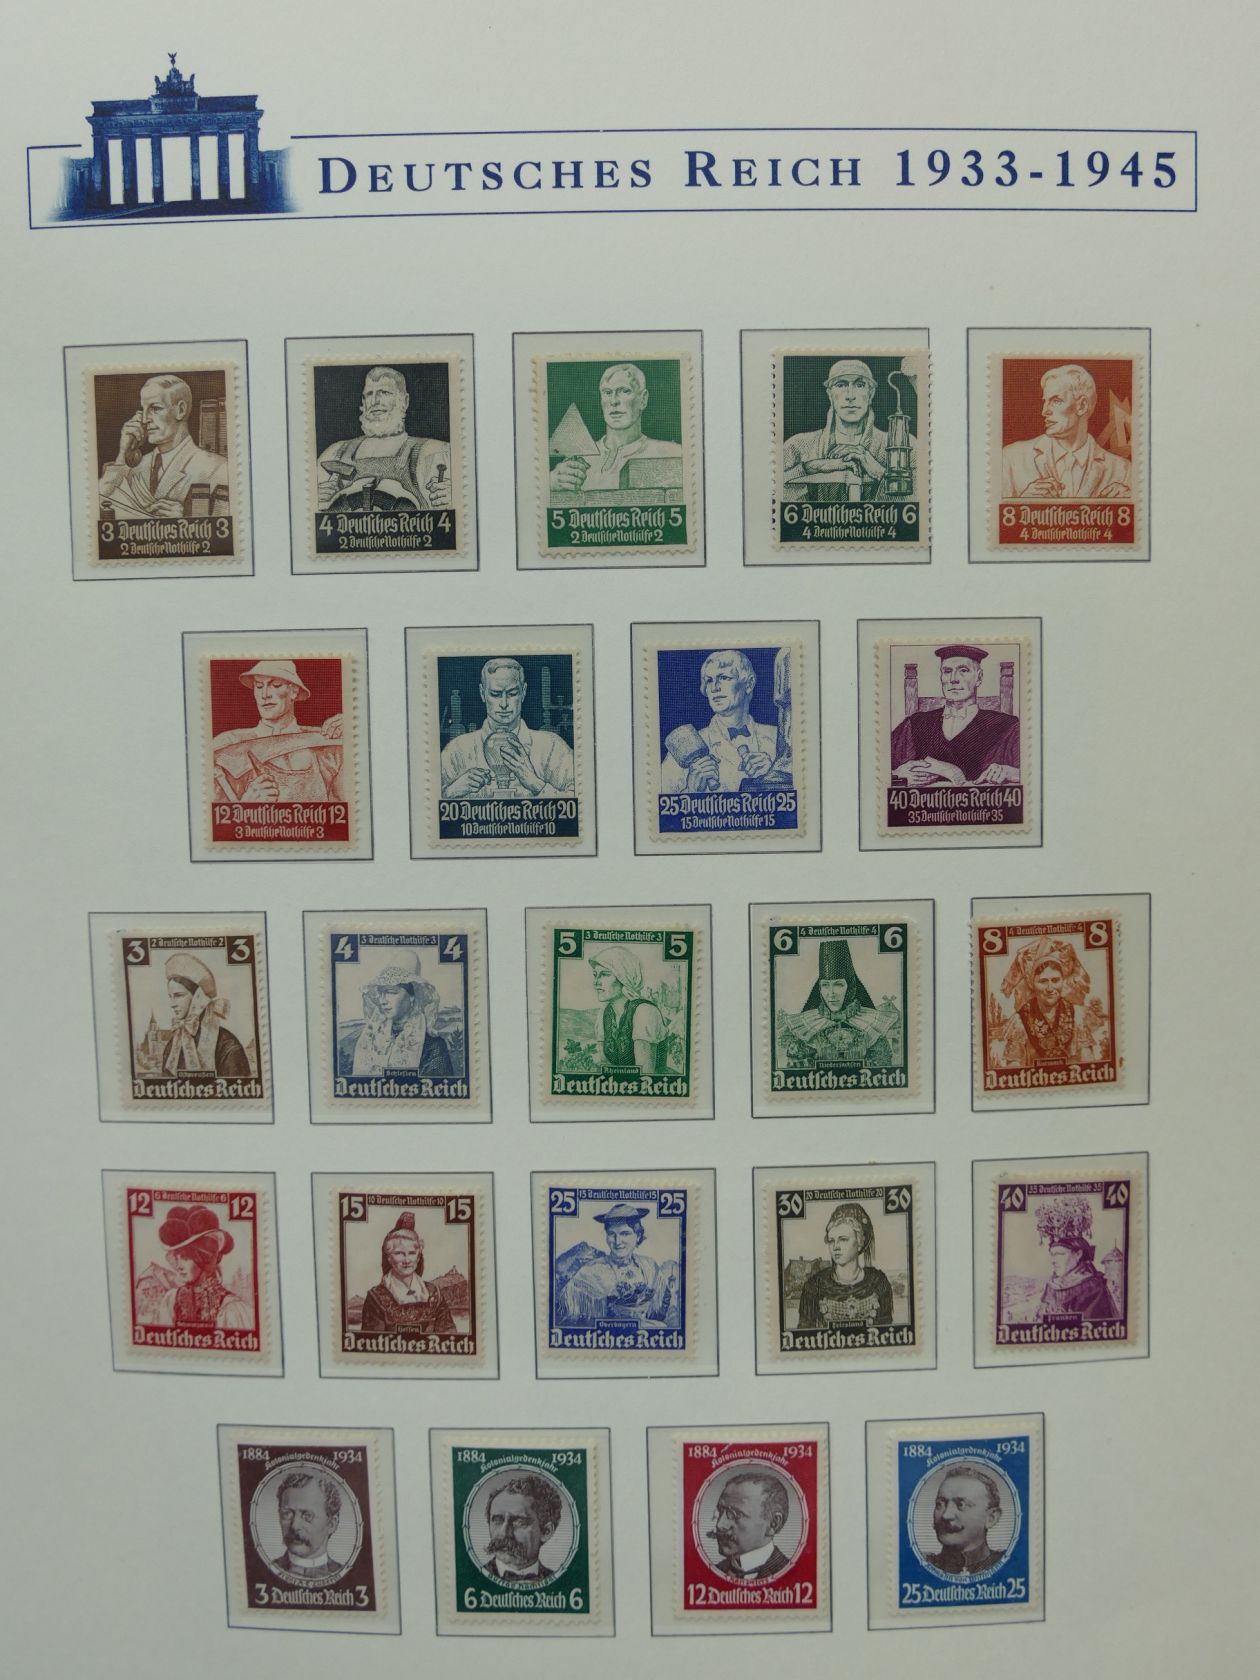 DEUTSCHES REICH 1933-1945
3 Deutsches Reich 3
2 Deutsche Nothilfe 2
4 Deutsches Reich 4
2 Deutsche Nothilfe 2
5 Deutsches Reich 5
2 Deutsche Nothilfe 2
6 Deutsches Reich 6
4 Deutsche Nothilfe 4
8 Deutsches Reich 8
4 Deutsche Nothilfe 4
12 Deutsches Reich 12
3 Deutsche Nothilfe 3
20 Deutsches Reich 20
10 Deutsche Nothilfe 10
25 Deutsches Reich 25
15 Deutsche Nothilfe 15
40 Deutsches Reich 40
35 Deutsche Nothilfe 35
3 2 Deutsche Nothilfe 2 3
Ostpreußen
Deutsches Reich
4 3 Deutsche Nothilfe 3 4
Schlesien
Deutsches Reich
5 3 Deutsche Nothilfe 3 5
Rheinland
Deutsches Reich
6 4 Deutsche Nothilfe 4 6
Niedersachsen
Deutsches Reich
8 4 Deutsche Nothilfe 4 8
Kurmark
Deutsches Reich
12 6 Deutsche Nothilfe 6 12
Schwarzwald
Deutsches Reich
15 10 Deutsche Nothilfe 10 15
Hessen
Deutsches Reich
25 15 Deutsche Nothilfe 15 25
Oberbayern
Deutsches Reich
30 20 Deutsche Nothilfe 20 30
Friesland
Deutsches Reich
40 35 Deutsche Nothilfe 35 40
Franken
Deutsches Reich
1884 1934
Kolonialgedenkjahr
3 Deutsches Reich 3
1884 1934
Kolonialgedenkjahr
6 Deutsches Reich 6
1884 1934
Kolonialgedenkjahr
12 Deutsches Reich 12
1884 1934
Kolonialgedenkjahr
25 Deutsches Reich 25